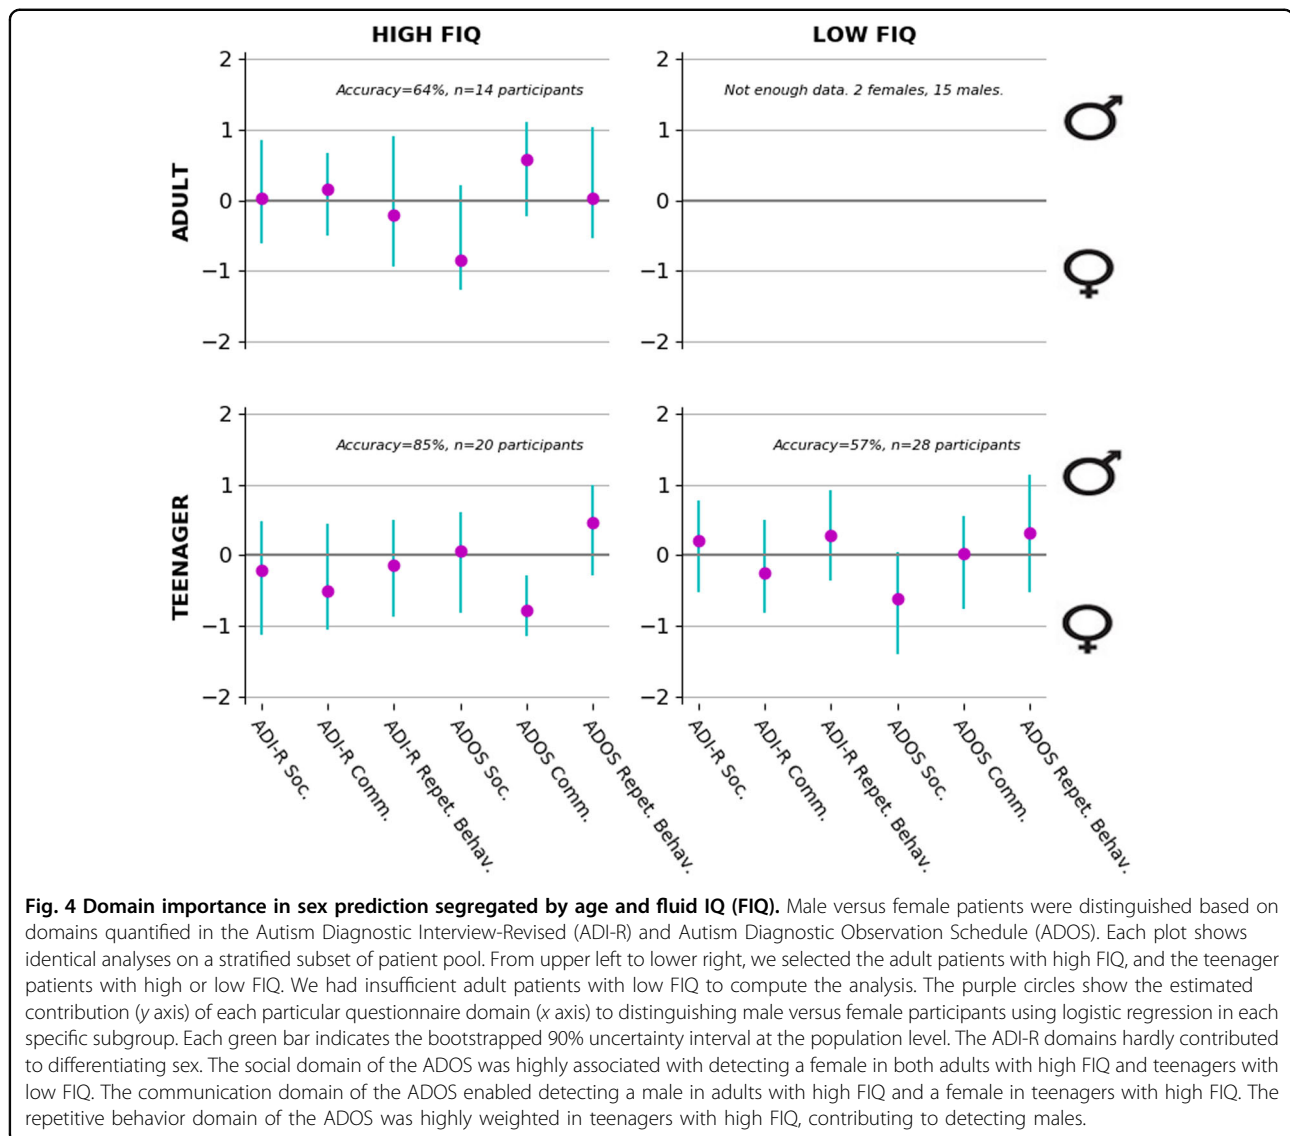 HIGH FIQ
LOW FIQ
ADULT
2
1
0
−1
−2
Accuracy=64%, n=14 participants
2
1
0
−1
−2
Not enough data. 2 females, 15 males.
TEENAGER
2
1
0
−1
−2
Accuracy=85%, n=20 participants
ADI-R Soc.
ADI-R Comm.
ADI-R Repet. Behav.
ADOS Soc.
ADOS Comm.
ADOS Repet. Behav.
2
1
0
−1
−2
Accuracy=57%, n=28 participants
ADI-R Soc.
ADI-R Comm.
ADI-R Repet. Behav.
ADOS Soc.
ADOS Comm.
ADOS Repet. Behav.
Fig. 4 Domain importance in sex prediction segregated by age and fluid IQ (FIQ). Male versus female patients were distinguished based on
domains quantified in the Autism Diagnostic Interview-Revised (ADI-R) and Autism Diagnostic Observation Schedule (ADOS). Each plot shows
identical analyses on a stratified subset of patient pool. From upper left to lower right, we selected the adult patients with high FIQ, and the teenager
patients with high or low FIQ. We had insufficient adult patients with low FIQ to compute the analysis. The purple circles show the estimated
contribution (y axis) of each particular questionnaire domain (x axis) to distinguishing male versus female participants using logistic regression in each
specific subgroup. Each green bar indicates the bootstrapped 90% uncertainty interval at the population level. The ADI-R domains hardly contributed
to differentiating sex. The social domain of the ADOS was highly associated with detecting a female in both adults with high FIQ and teenagers with
low FIQ. The communication domain of the ADOS enabled detecting a male in adults with high FIQ and a female in teenagers with high FIQ. The
repetitive behavior domain of the ADOS was highly weighted in teenagers with high FIQ, contributing to detecting males.